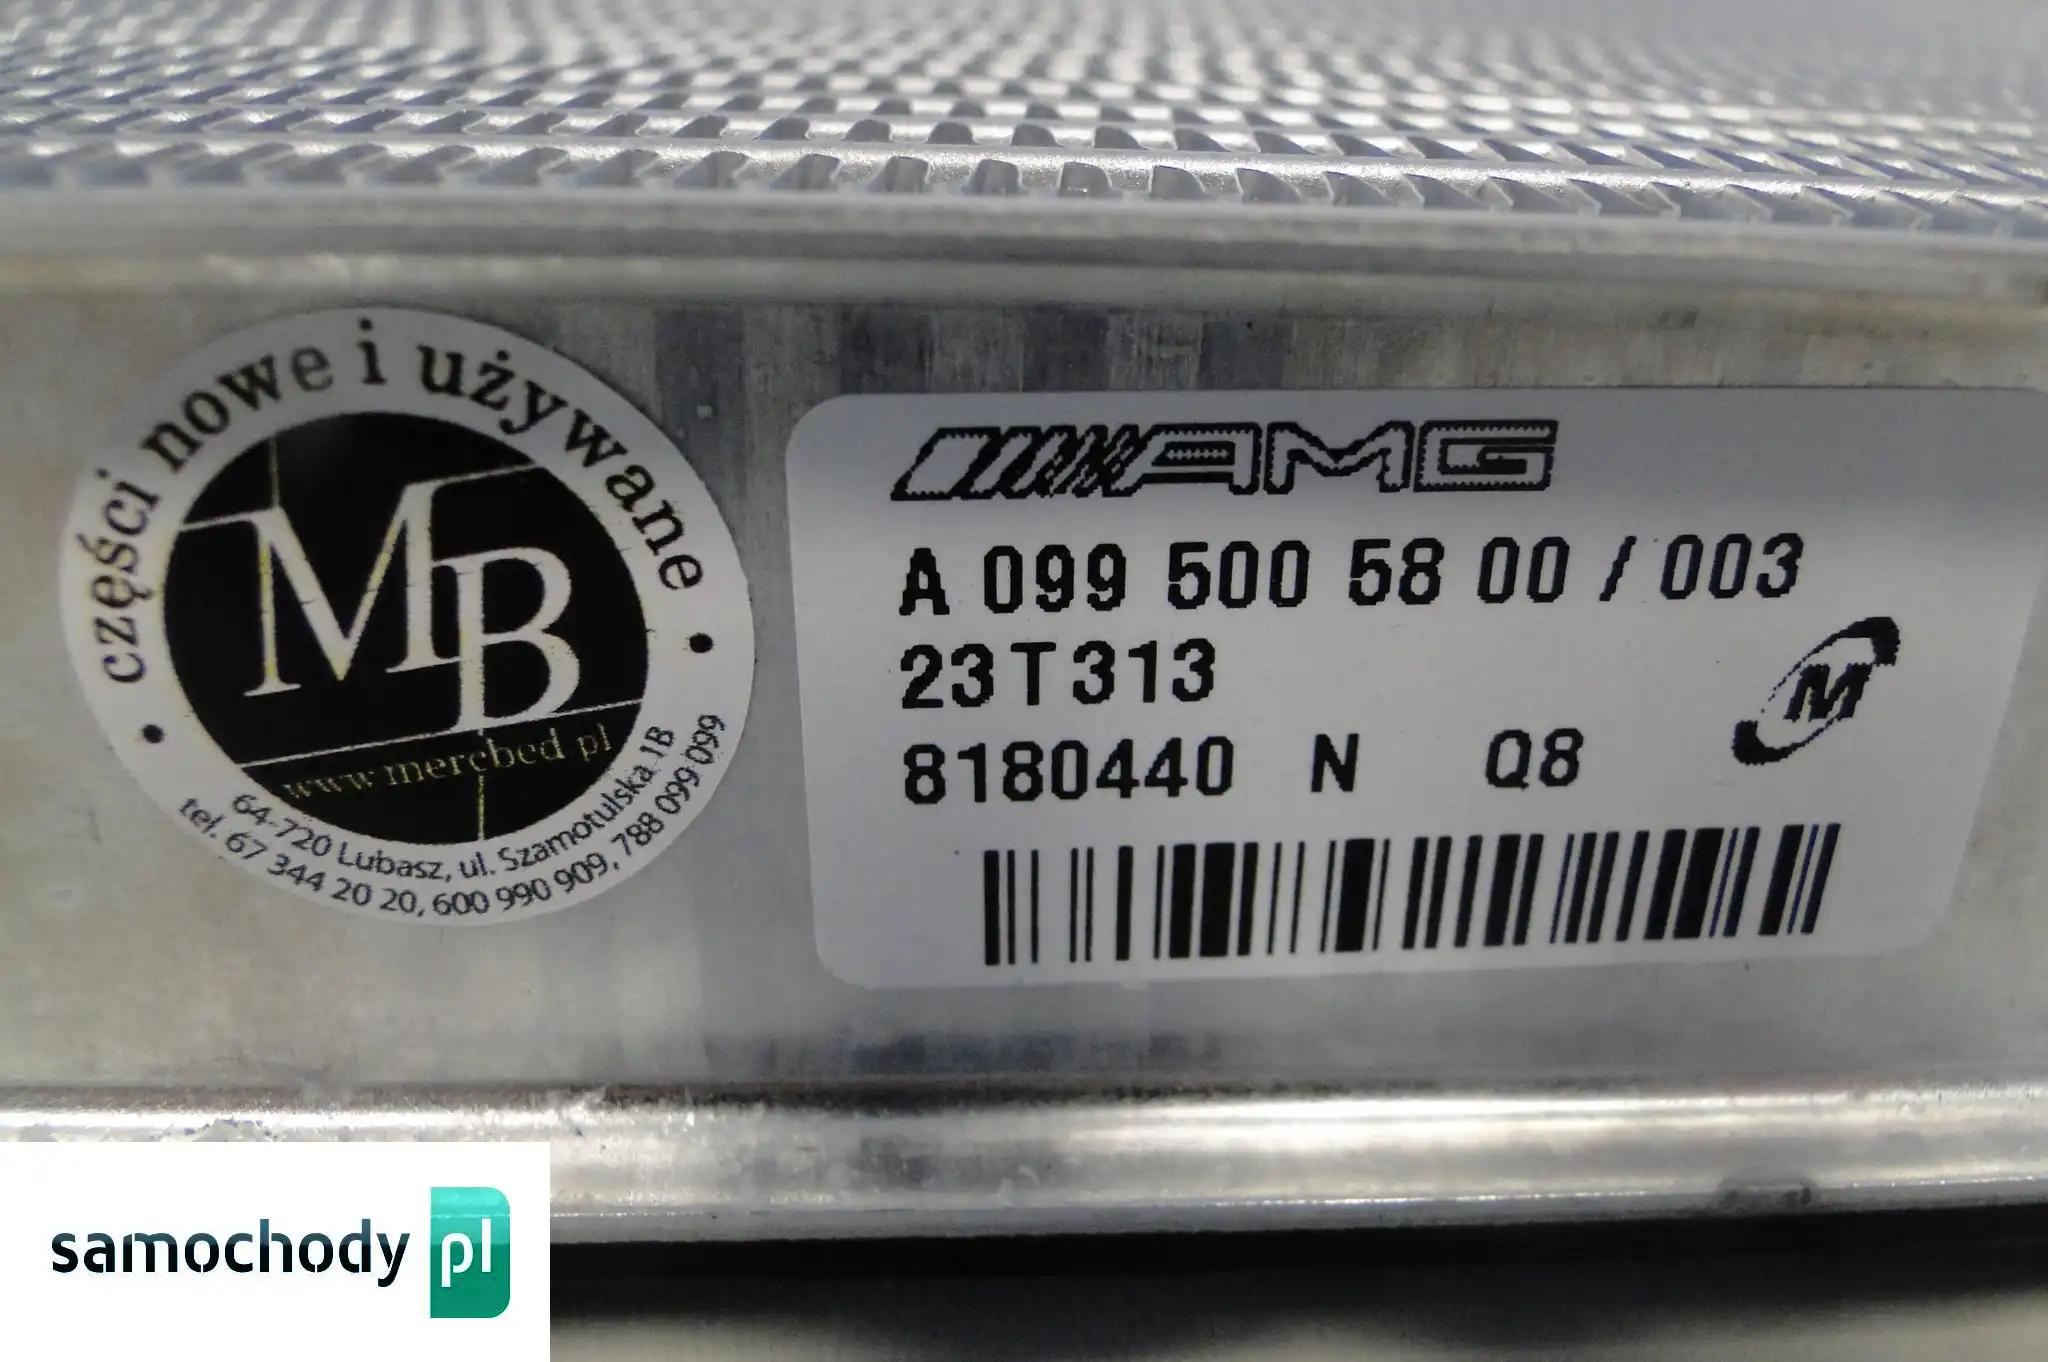 części nowe i używane
MB
www.mercbed.pl
64-720 Lubasz, ul. Szamotulska 1B
tel. 67 344 20 20, 600 990 909, 788 099 099
AMG
A 099 500 58 00 / 003
23T313
8180440 N Q8
M
samochody pl